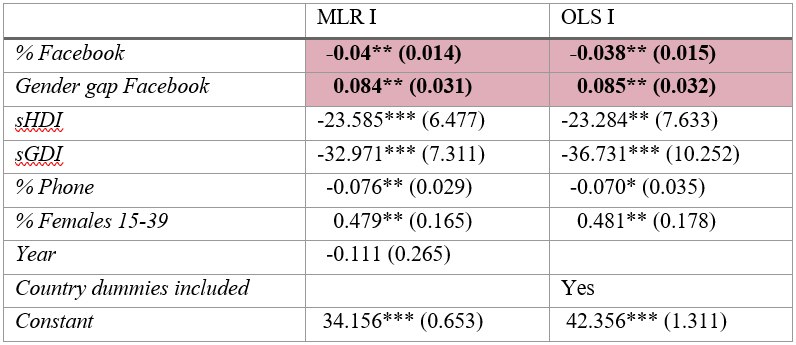 MLR I OLS I
% Facebook -0.04** (0.014) -0.038** (0.015)
Gender gap Facebook 0.084** (0.031) 0.085** (0.032)
sHDI -23.585*** (6.477) -23.284** (7.633)
sGDI -32.971*** (7.311) -36.731*** (10.252)
% Phone -0.076** (0.029) -0.070* (0.035)
% Females 15-39 0.479** (0.165) 0.481** (0.178)
Year -0.111 (0.265)
Country dummies included Yes
Constant 34.156*** (0.653) 42.356*** (1.311)